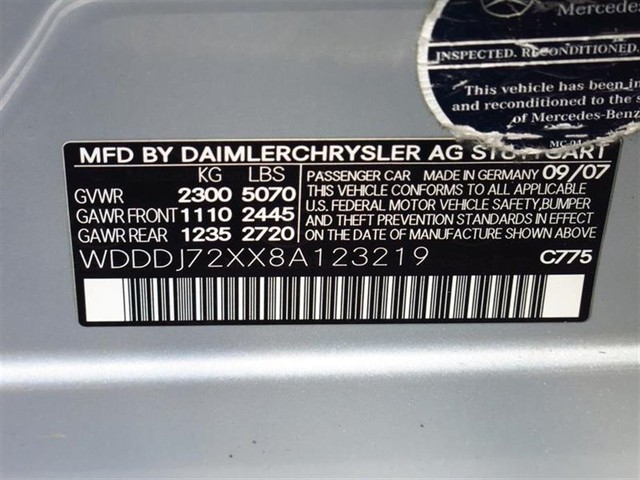 Mercedes
INSPECTED. RECONDITIONED.
This vehicle has been in
and reconditioned to the s
of Mercedes-Benz
MFD BY DAIMLERCHRYSLER AG STUTTGART
KG LBS
GVWR 2300 5070
GAWR FRONT 1110 2445
GAWR REAR 1235 2720
PASSENGER CAR MADE IN GERMANY 09/07
THIS VEHICLE CONFORMS TO ALL APPLICABLE
U.S. FEDERAL MOTOR VEHICLE SAFETY,BUMPER
AND THEFT PREVENTION STANDARDS IN EFFECT
ON THE DATE OF MANUFACTURE SHOWN ABOVE.
WDDDJ72XX8A123219
C775